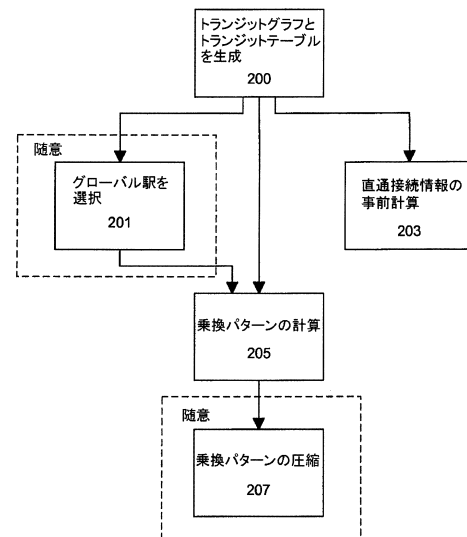 トランジットグラフと
トランジットテーブル
を生成
200
随意
グローバル駅を
選択
201
直通接続情報の
事前計算
203
乗換パターンの計算
205
随意
乗換パターンの圧縮
207